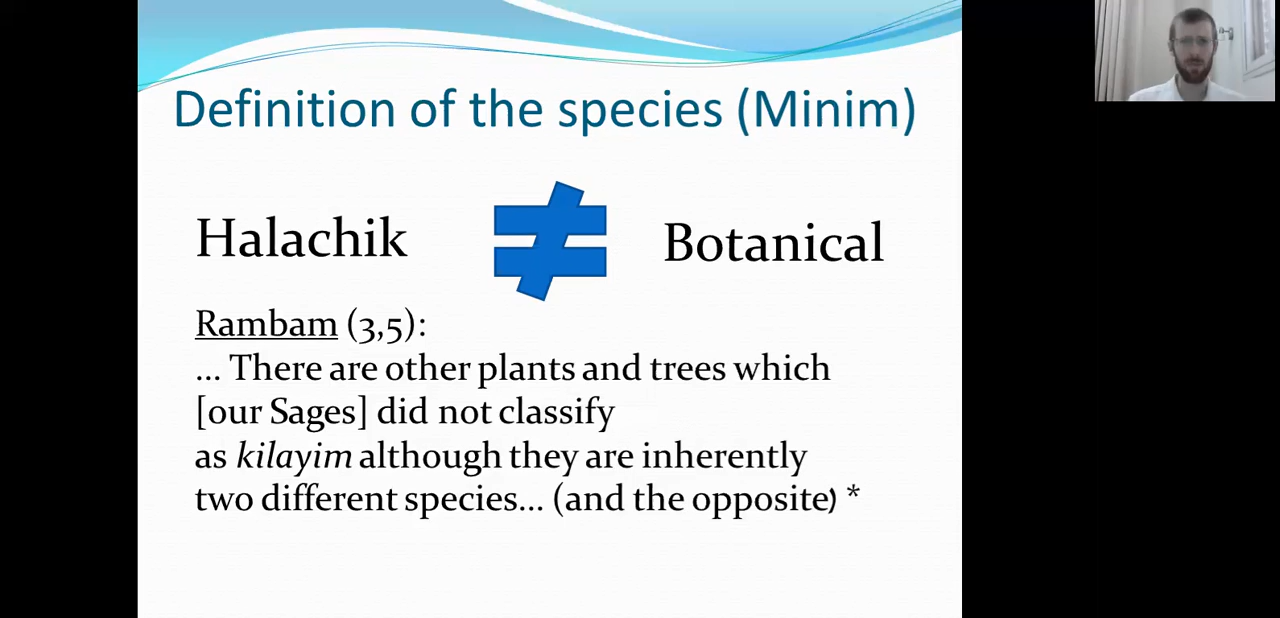 Definition of the species (Minim)
Halachik ≠ Botanical
Rambam (3,5):
... There are other plants and trees which
[our Sages] did not classify
as kilayim although they are inherently
two different species... (and the opposite) *